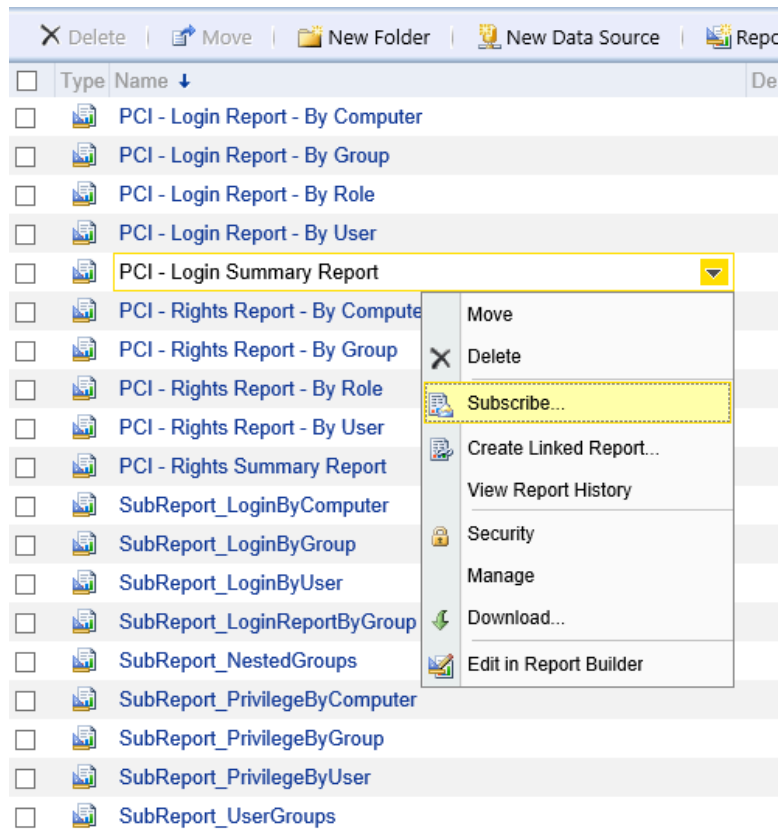 Delete Move New Folder New Data Source Repo
Type Name De
PCI - Login Report - By Computer
PCI - Login Report - By Group
PCI - Login Report - By Role
PCI - Login Report - By User
PCI - Login Summary Report
PCI - Rights Report - By Compute
PCI - Rights Report - By Group
PCI - Rights Report - By Role
PCI - Rights Report - By User
PCI - Rights Summary Report
SubReport_LoginByComputer
SubReport_LoginByGroup
SubReport_LoginByUser
SubReport_LoginReportByGroup
SubReport_NestedGroups
SubReport_PrivilegeByComputer
SubReport_PrivilegeByGroup
SubReport_PrivilegeByUser
SubReport_UserGroups
Move
Delete
Subscribe...
Create Linked Report...
View Report History
Security
Manage
Download...
Edit in Report Builder